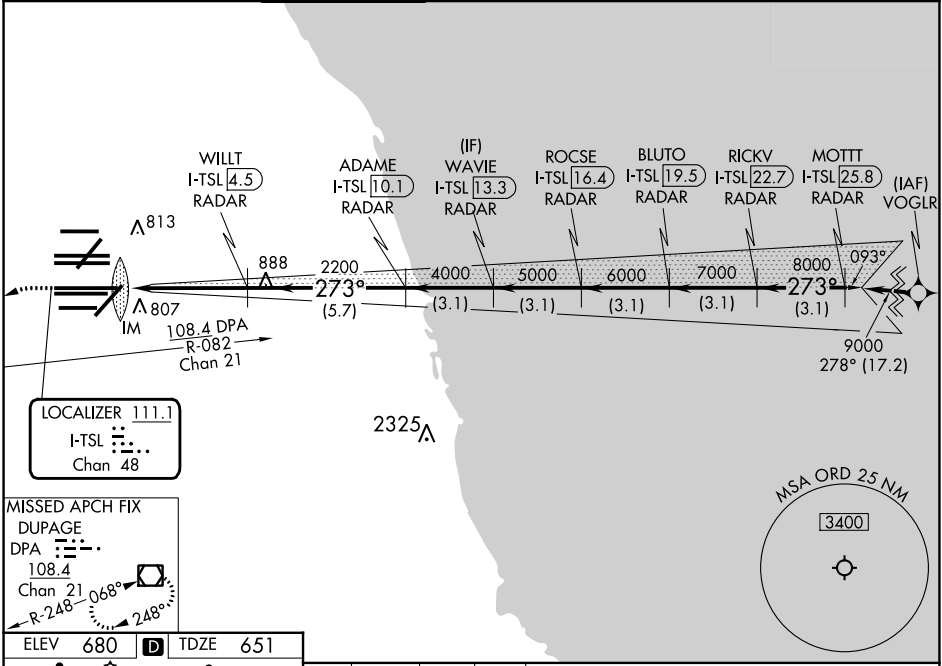 WILLT
I-TSL 4.5
RADAR
ADAME
I-TSL 10.1
RADAR
(IF)
WAVIE
I-TSL 13.3
RADAR
ROCSE
I-TSL 16.4
RADAR
BLUTO
I-TSL 19.5
RADAR
RICKV
I-TSL 22.7
RADAR
MOTTT
I-TSL 25.8
RADAR
(IAF)
VOGLR
813
888
2200
273°
(5.7)
4000
(3.1)
5000
(3.1)
6000
(3.1)
7000
(3.1)
8000
273°
(3.1)
093°
9000
278° (17.2)
807
IM
108.4 DPA
R-082
Chan 21
LOCALIZER 111.1
I-TSL
Chan 48
2325
MISSED APCH FIX
DUPAGE
DPA
108.4
Chan 21
R-248
068°
248°
MSA ORD 25 NM
3400
ELEV 680 D TDZE 651